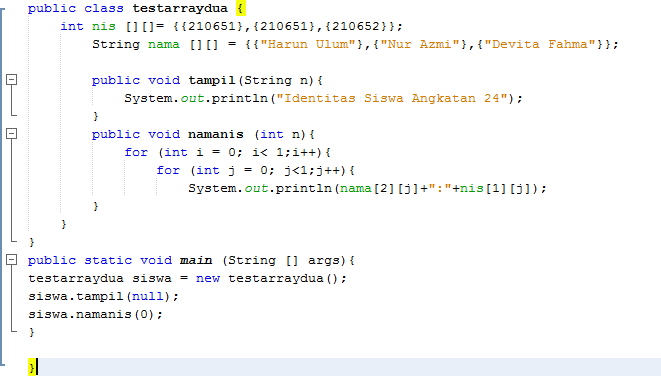 public class testarraydua {
int nis [][]= {{210651},{210651},{210652}};
String nama [][] = {{"Harun Ulum"},{"Nur Azmi"},{"Devita Fahma"}};
public void tampil(String n){
System.out.println("Identitas Siswa Angkatan 24");
}
public void namanis (int n){
for (int i = 0; i< 1;i++){
for (int j = 0; j<1;j++){
System.out.println(nama[2][j]+":"+nis[1][j]);
}
}
}
public static void main (String [] args){
testarraydua siswa = new testarraydua();
siswa.tampil(null);
siswa.namanis(0);
}
}